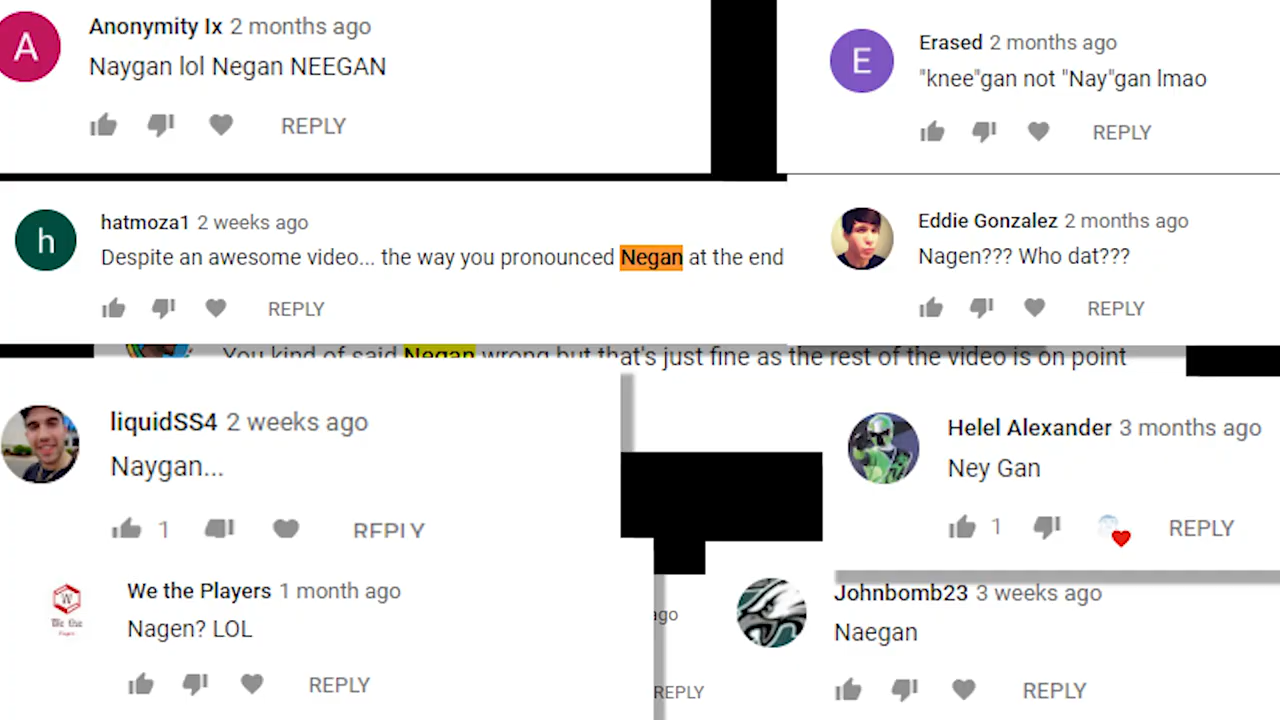 A
Anonymity Ix 2 months ago
Naygan lol Negan NEEGAN
REPLY
E
Erased 2 months ago
"knee"gan not "Nay"gan lmao
REPLY
h
hatmoza1 2 weeks ago
Despite an awesome video... the way you pronounced Negan at the end
REPLY
Eddie Gonzalez 2 months ago
Nagen??? Who dat???
REPLY
You kind of said Negan wrong but that's just fine as the rest of the video is on point
liquidSS4 2 weeks ago
Naygan...
1 REPLY
Helel Alexander 3 months ago
Ney Gan
1 REPLY
W
We the
We the Players 1 month ago
Nagen? LOL
REPLY
ago
REPLY
Johnbomb23 3 weeks ago
Naegan
REPLY